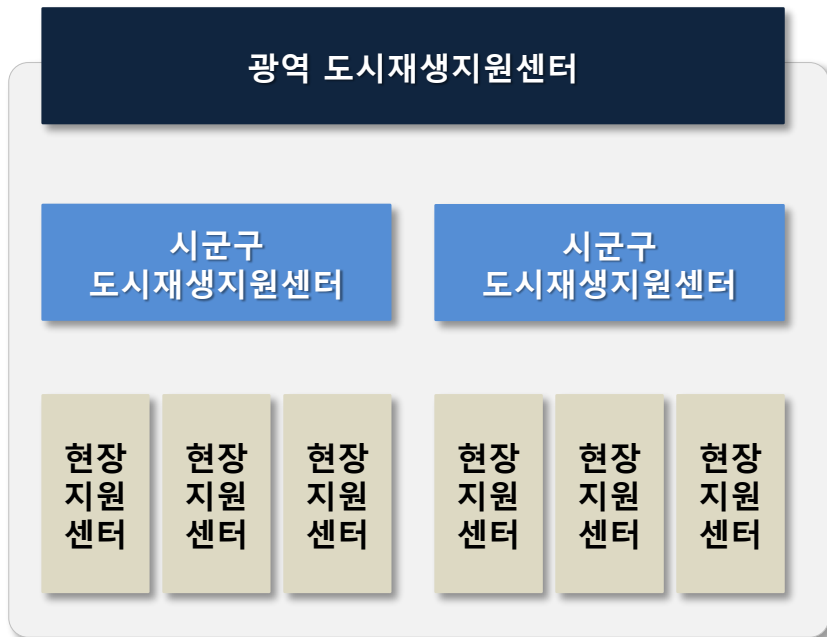 광역 도시재생지원센터
시군구
도시재생지원센터
시군구
도시재생지원센터
현장
지원
센터
현장
지원
센터
현장
지원
센터
현장
지원
센터
현장
지원
센터
현장
지원
센터